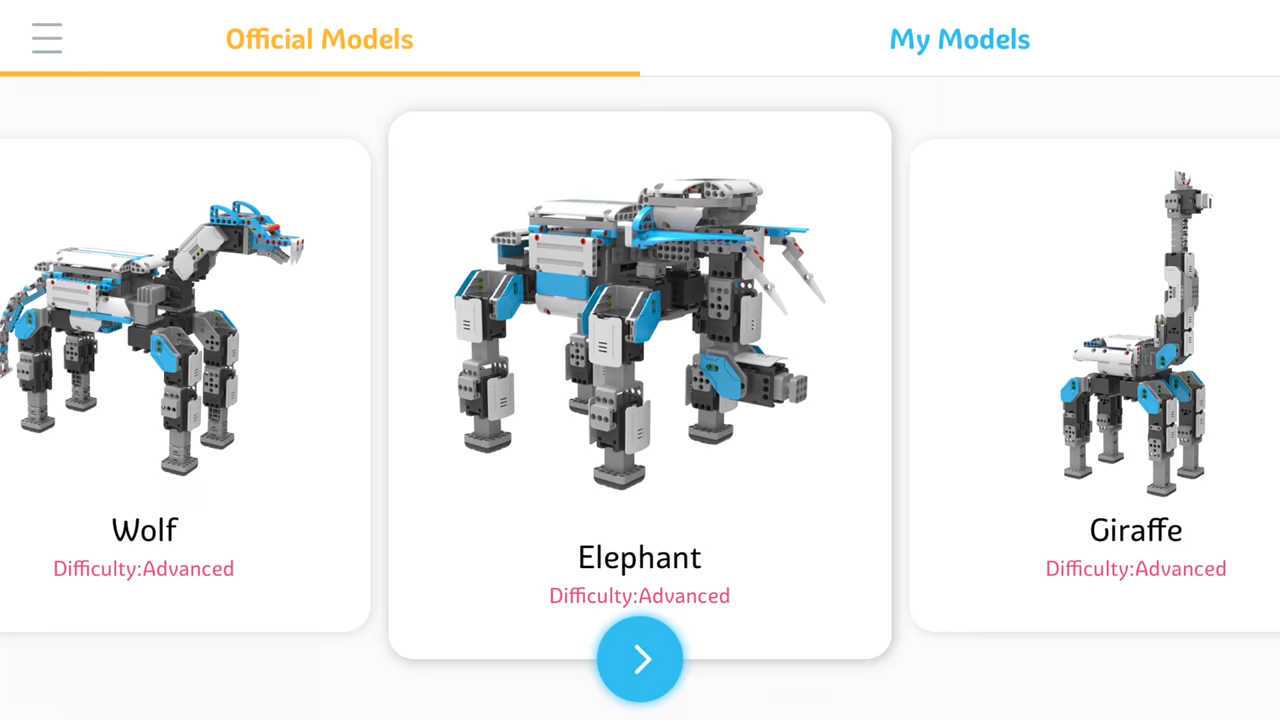 Official Models
My Models
Wolf
Difficulty:Advanced
Elephant
Difficulty:Advanced
Giraffe
Difficulty:Advanced